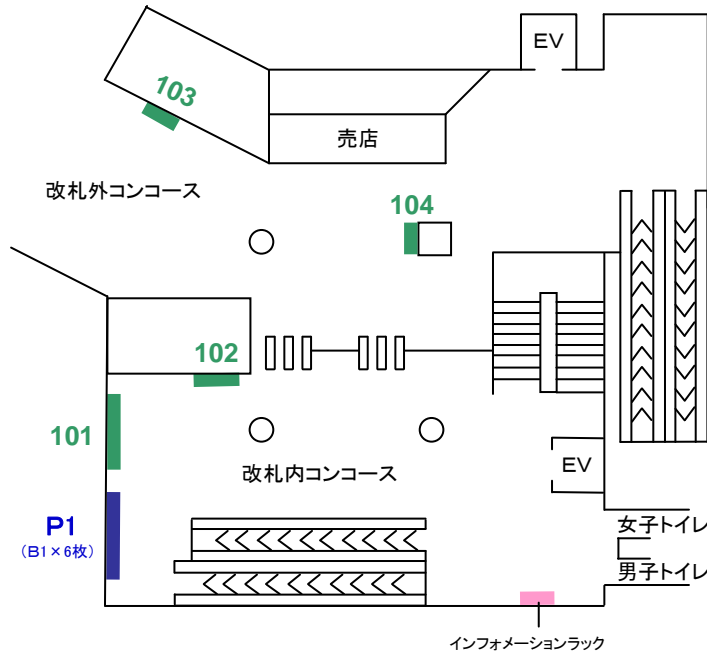 EV
103
売店
改札外コンコース
104
102
101
改札内コンコース
EV
P1
(B1×6枚)
女子トイレ
男子トイレ
インフォメーションラック